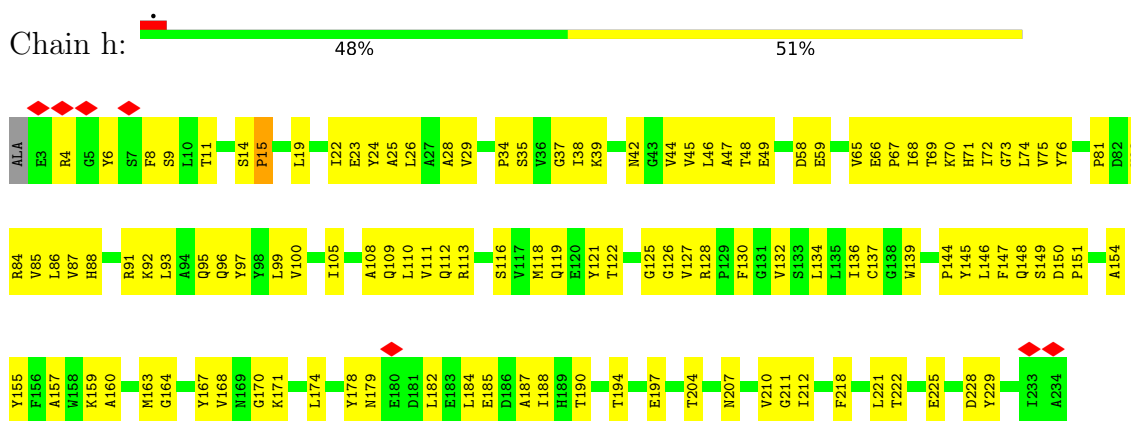 Chain h:
48% 51%
ALA E3 R4 G5 Y6 S7 F8 S9 L10 T11 S14 P15 L19 I22 E23 Y24 A25 L26 A27 A28 V29 P34 S35 V36 G37 I38 K39 N42 G43 V44 V45 L46 A47 T48 E49 D58 E59 V65 E66 P67 I68 T69 K70 H71 I72 G73 L74 V75 Y76 P81 D82
R84 V85 L86 V87 H88 R91 K92 L93 A94 Q95 Q96 Y97 Y98 L99 V100 I105 A108 Q109 L110 V111 Q112 R113 S116 V117 M118 Q119 E120 Y121 T122 G125 G126 V127 R128 P129 F130 G131 V132 S133 L134 L135 I136 C137 G138 W139 P144 Y145 L146 F147 Q148 S149 D150 P151 A154
Y155 F156 A157 W158 K159 A160 M163 G164 Y167 V168 N169 G170 K171 L174 Y178 N179 E180 D181 L182 E183 L184 E185 D186 A187 I188 H189 T190 T194 E197 T204 N207 V210 G211 I212 F218 L221 T222 E225 D228 Y229 I233 A234